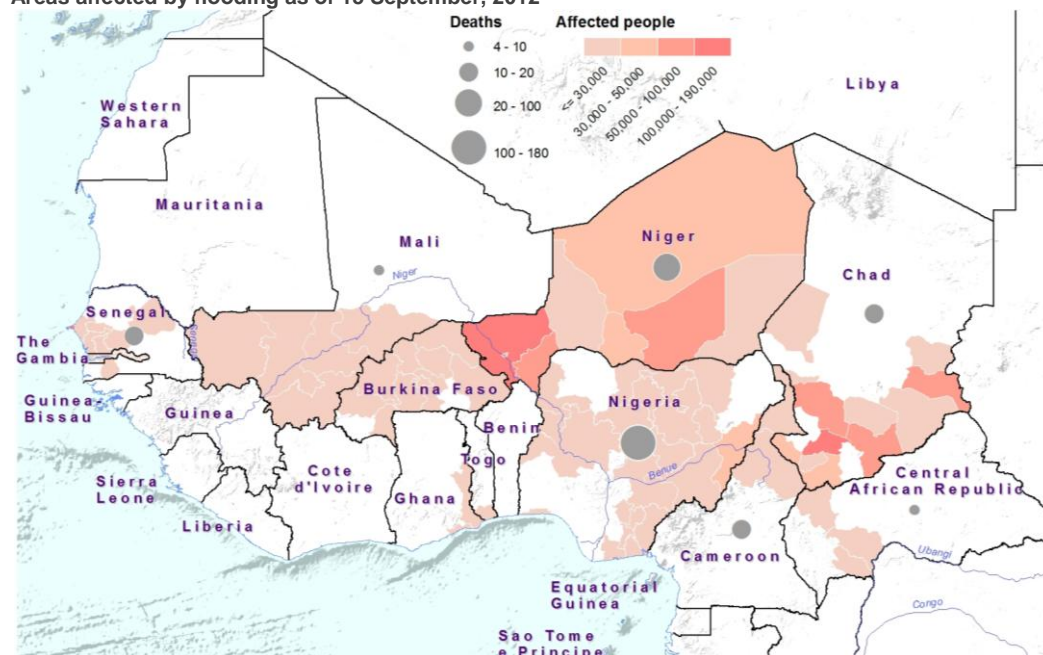 Areas affected by flooding as of 15 September, 2012
Deaths
4 - 10
10 - 20
20 - 100
100 - 180
Affected people
<= 30,000
30,000 - 50,000
50,000 - 100,000
100,000 - 190,000
Libya
Western
Sahara
Mauritania
Mali
Niger
Niger
Chad
Senegal
Senegal
The
Gambia
Guinea-
Bissau
Guinea
Burkina Faso
Nigeria
Benin
Togo
Benue
Sierra
Leone
Cote
d'Ivoire
Ghana
Central
African Republic
Liberia
Cameroon
Ubangi
Equatorial
Guinea
Congo
Sao Tome
e Principe